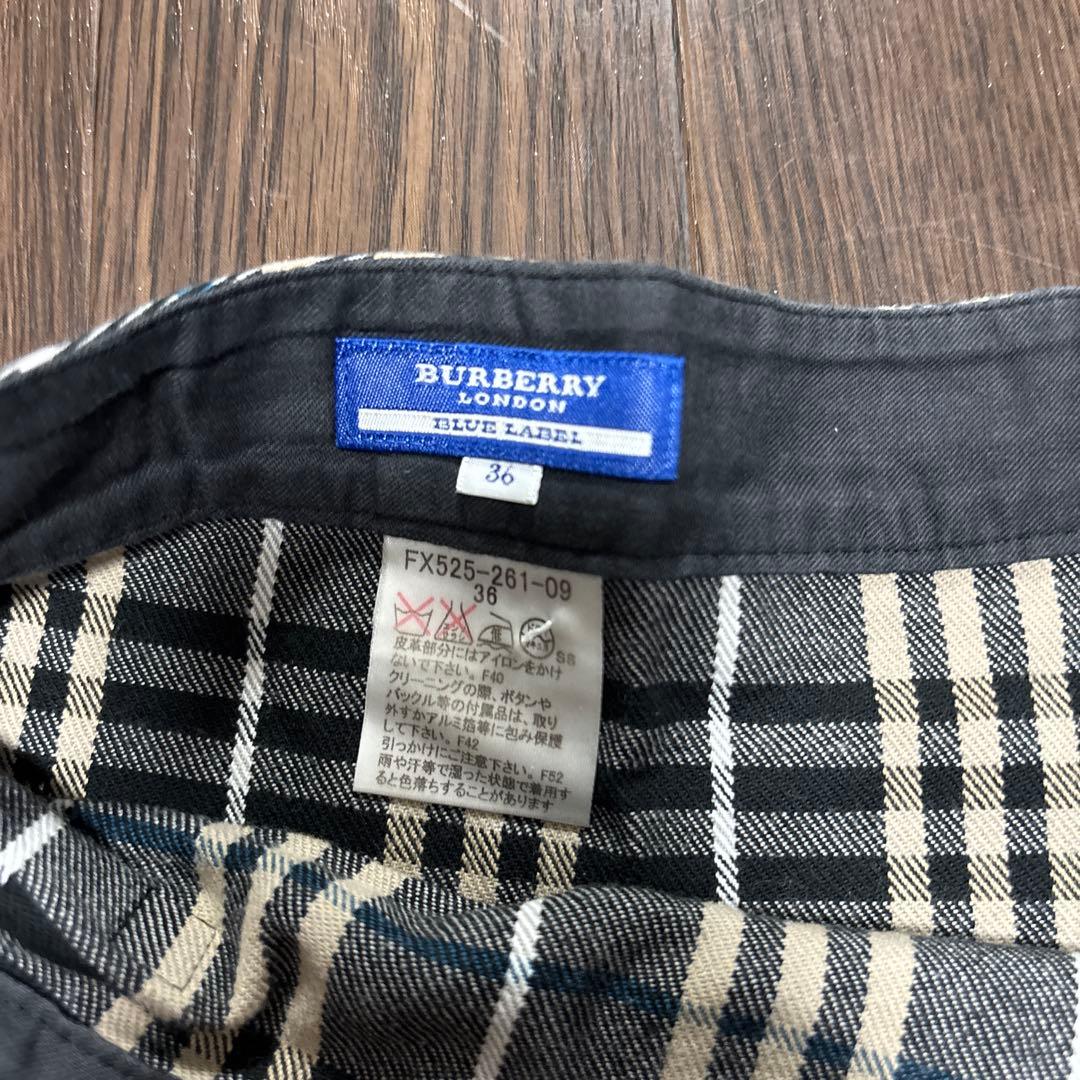 BURBERRY
LONDON
BLUE LABEL
36
FX525-261-09
36
SS
皮革部分にはアイロンをかけ
ないで下さい。F40
クリーニングの際、ボタンや
バックル等の付属品は、取り
外すかアルミ箔等に包み保護
して下さい。F42
引っかけにご注意下さい。F52
雨や汗等で湿った状態で着用す
ると色落ちすることがあります